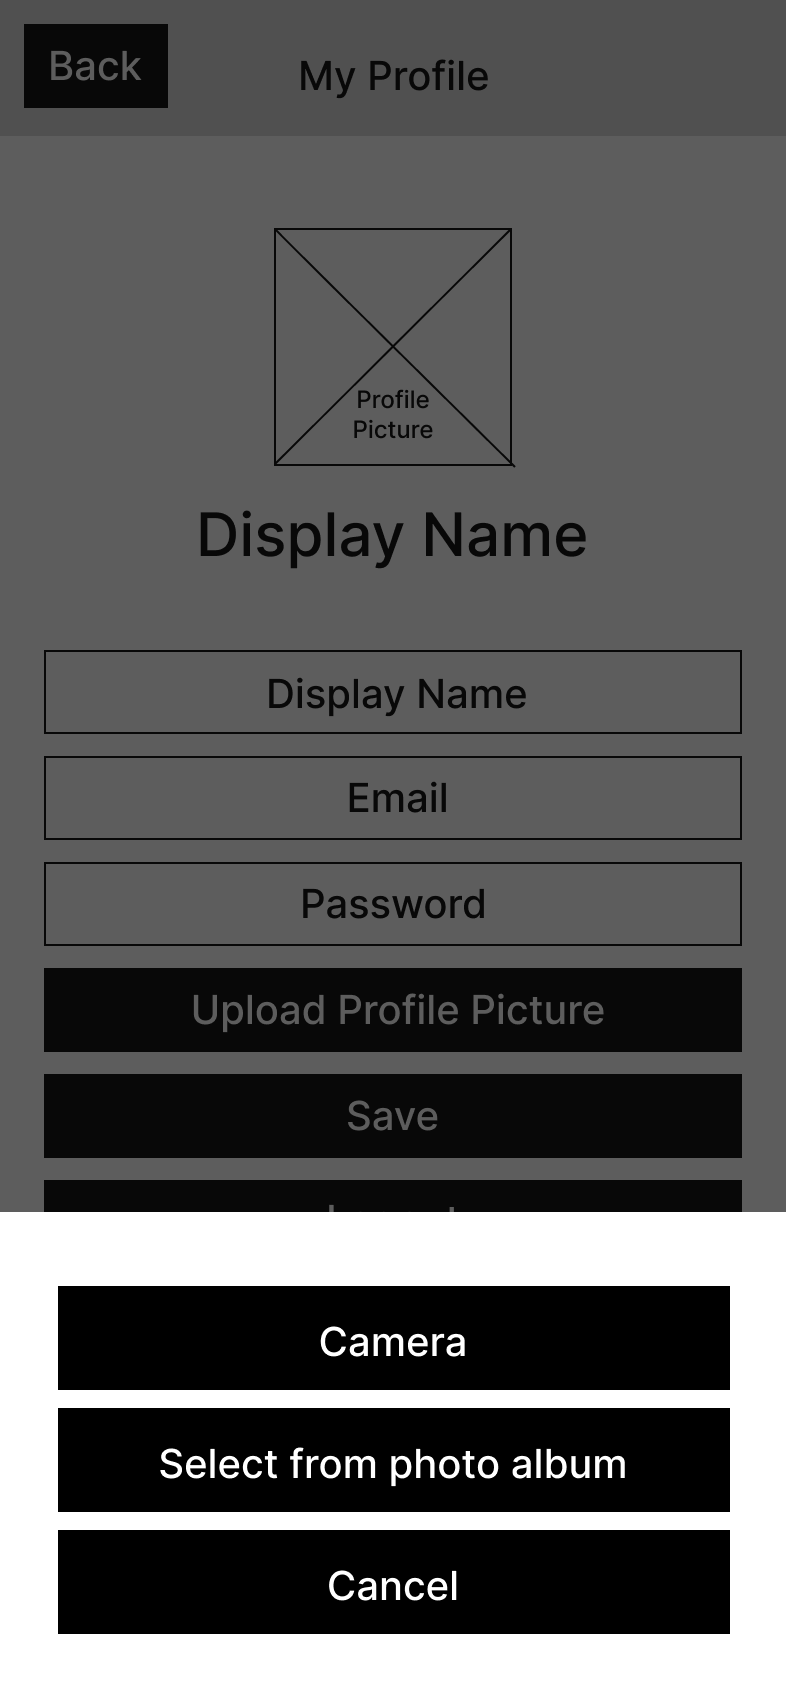 Back
My Profile
Profile
Picture
Display Name
Display Name
Email
Password
Upload Profile Picture
Save
Camera
Select from photo album
Cancel